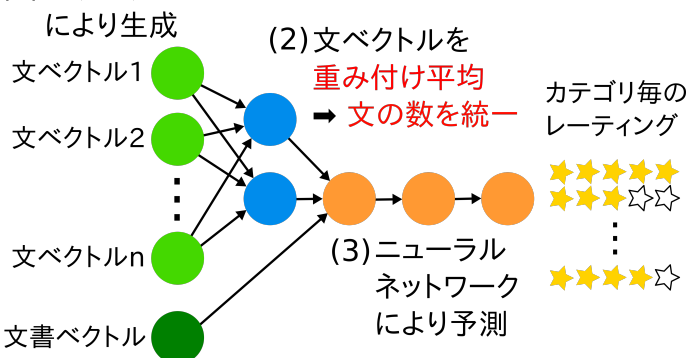 により生成
(2)文ベクトルを
重み付け平均
➡ 文の数を統一
文ベクトル1
文ベクトル2
文ベクトルn
文書ベクトル
(3)ニューラル
ネットワーク
により予測
カテゴリ毎の
レーティング